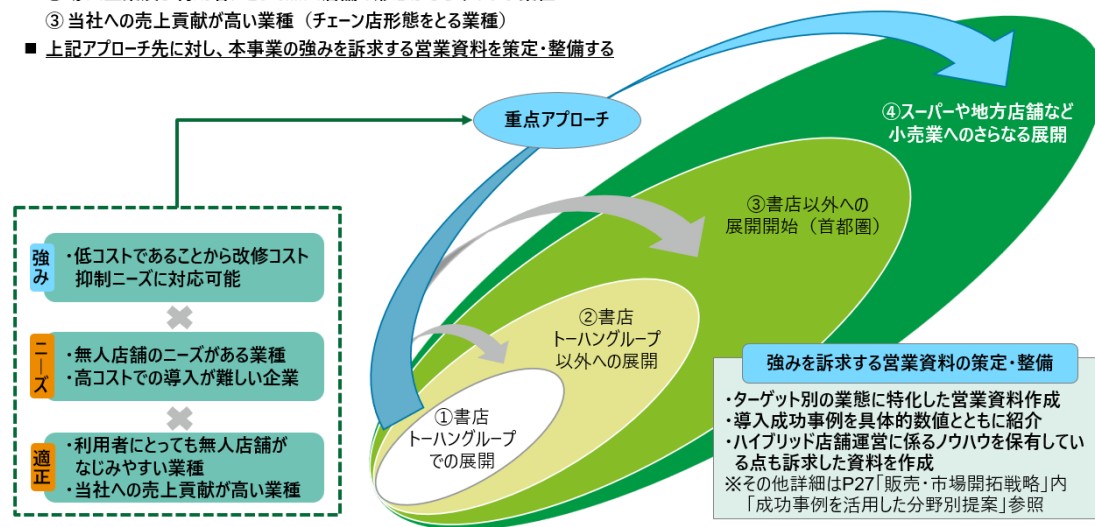 ③ 当社への売上貢献が高い業種（チェーン店形態をとる業種）
■ 上記アプローチ先に対し、本事業の強みを訴求する営業資料を策定・整備する
重点アプローチ
④スーパーや地方店舗など
小売業へのさらなる展開
③書店以外への
展開開始（首都圏）
②書店
トーハングループ
以外への展開
①書店
トーハングループ
での展開
強み
・低コストであることから改修コスト
抑制ニーズに対応可能
ニーズ
・無人店舗のニーズがある業種
・高コストでの導入が難しい企業
適正
・利用者にとっても無人店舗が
なじみやすい業種
・当社への売上貢献が高い業種
強みを訴求する営業資料の策定・整備
・ターゲット別の業態に特化した営業資料作成
・導入成功事例を具体的数値とともに紹介
・ハイブリッド店舗運営に係るノウハウを保有してい
る点も訴求した資料を作成
※その他詳細はP27「販売・市場開拓戦略」内
「成功事例を活用した分野別提案」参照